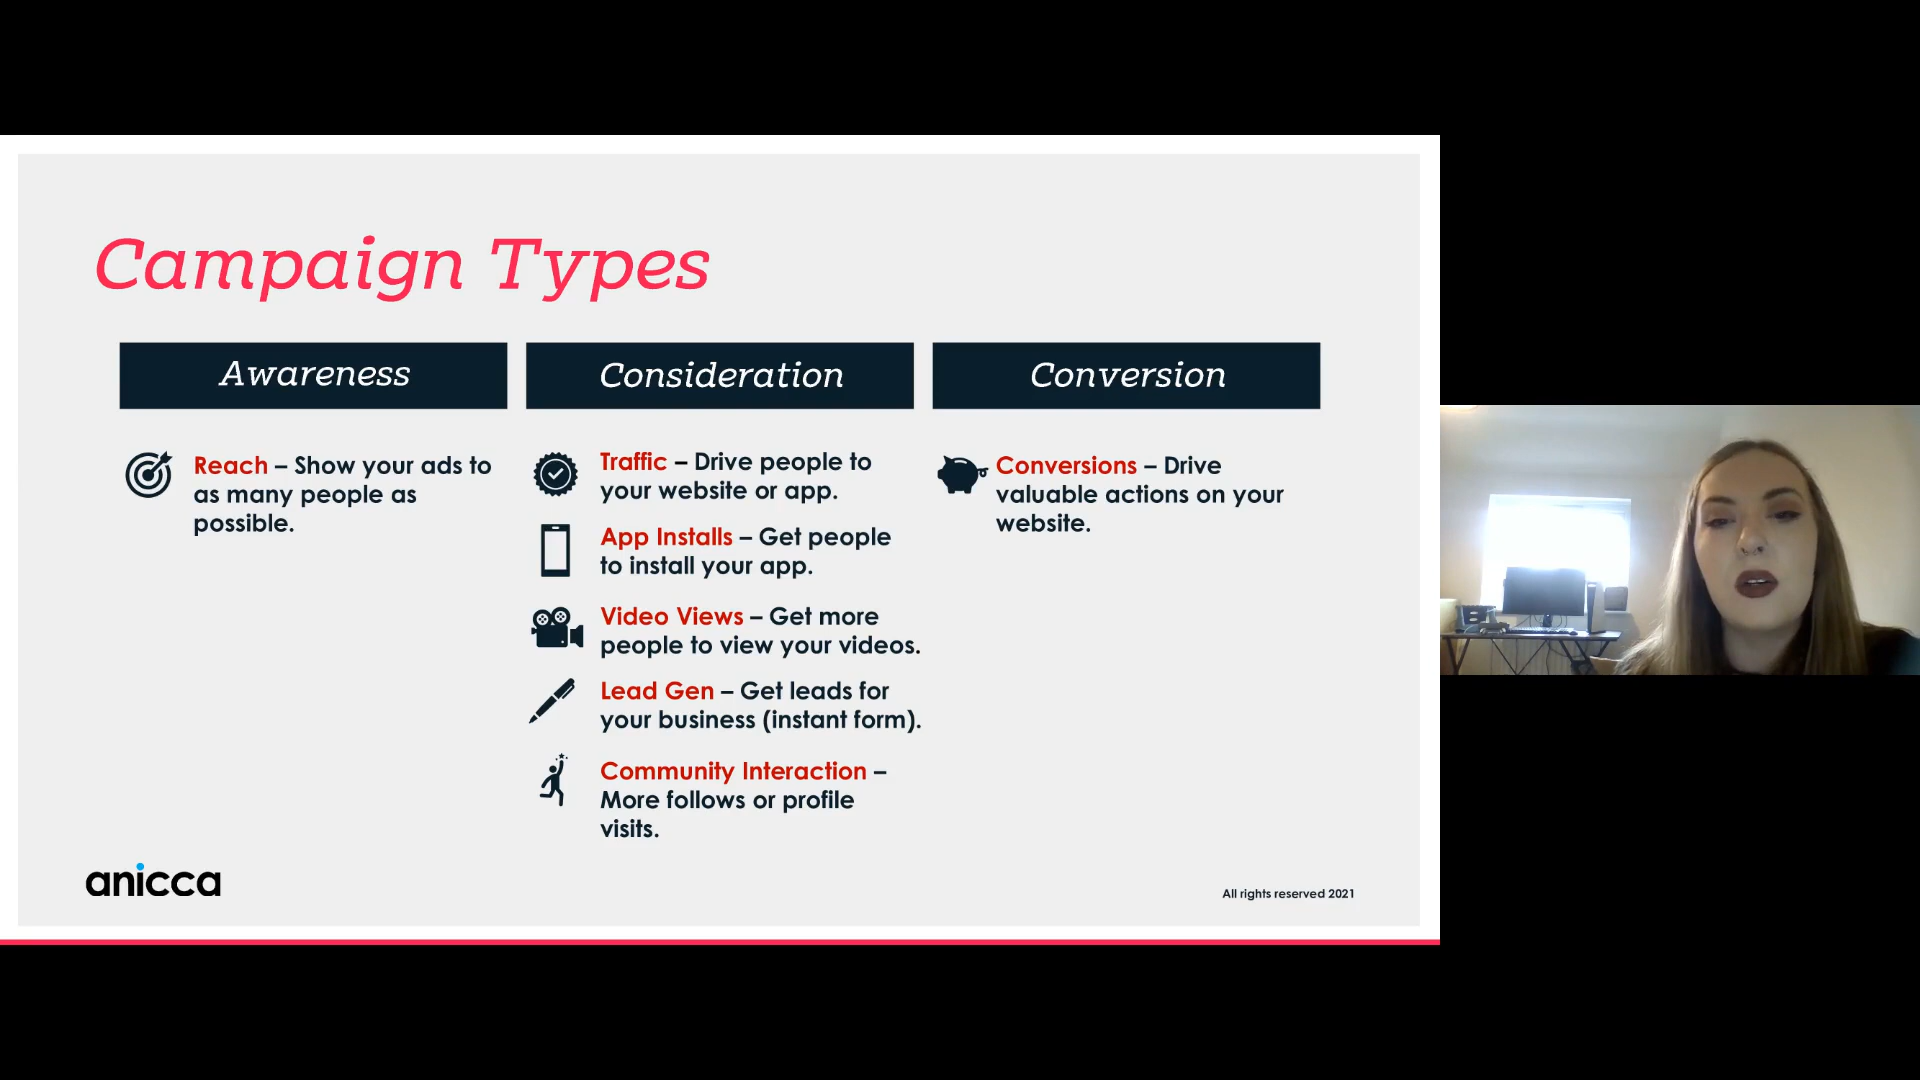 Campaign Types
Awareness
Reach – Show your ads to
as many people as
possible.
Consideration
Traffic – Drive people to
your website or app.
App Installs – Get people
to install your app.
Video Views – Get more
people to view your videos.
Lead Gen – Get leads for
your business (instant form).
Community Interaction –
More follows or profile
visits.
Conversion
Conversions – Drive
valuable actions on your
website.
anicca
All rights reserved 2021